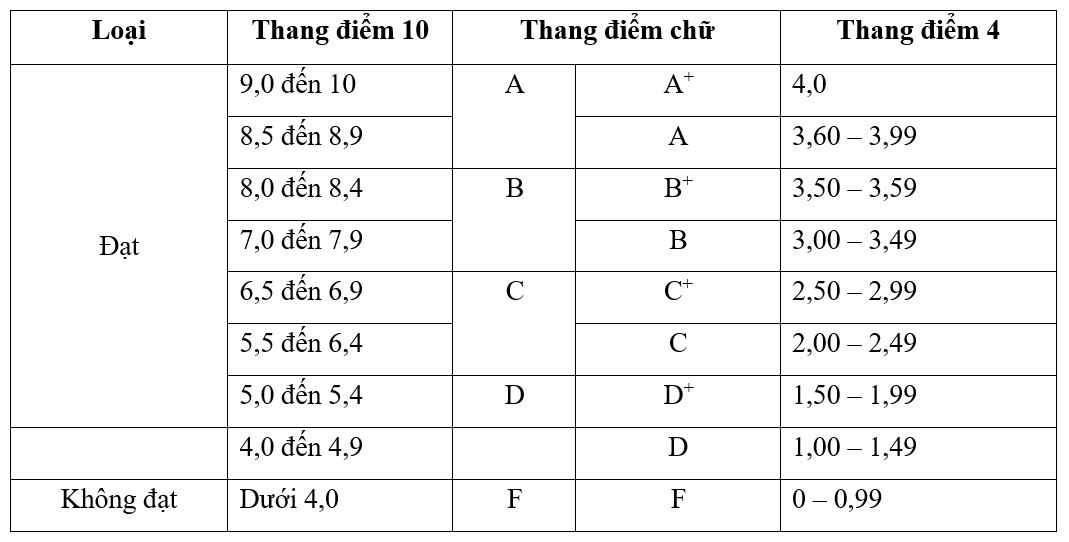 Loại Thang điểm 10 Thang điểm chữ Thang điểm 4
9,0 đến 10 A A+ 4,0
8,5 đến 8,9 A 3,60 – 3,99
8,0 đến 8,4 B B+ 3,50 – 3,59
Đạt 7,0 đến 7,9 B 3,00 – 3,49
6,5 đến 6,9 C C+ 2,50 – 2,99
5,5 đến 6,4 C 2,00 – 2,49
5,0 đến 5,4 D D+ 1,50 – 1,99
4,0 đến 4,9 D 1,00 – 1,49
Không đạt Dưới 4,0 F F 0 – 0,99